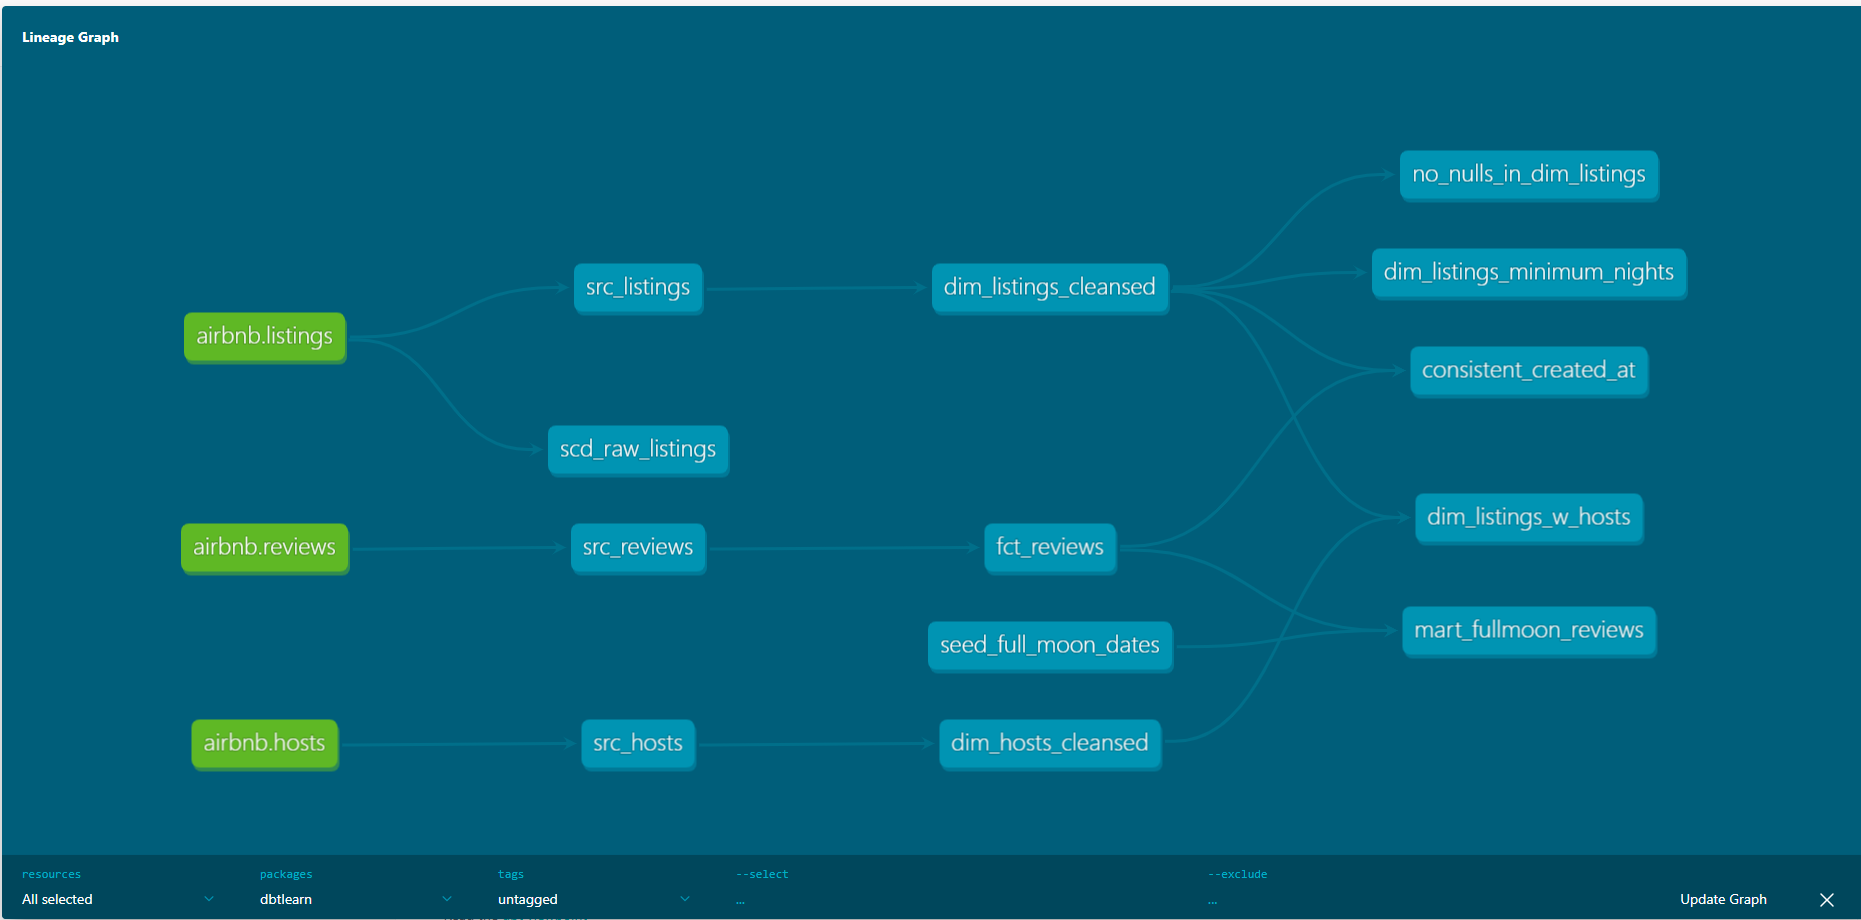 Lineage Graph
no_nulls_in_dim_listings
dim_listings_minimum_nights
src_listings
dim_listings_cleansed
airbnb.listings
consistent_created_at
scd_raw_listings
dim_listings_w_hosts
airbnb.reviews
src_reviews
fct_reviews
mart_fullmoon_reviews
seed_full_moon_dates
airbnb.hosts
src_hosts
dim_hosts_cleansed
resources
packages
tags
--select
--exclude
All selected
dbtlearn
untagged
...
...
Update Graph